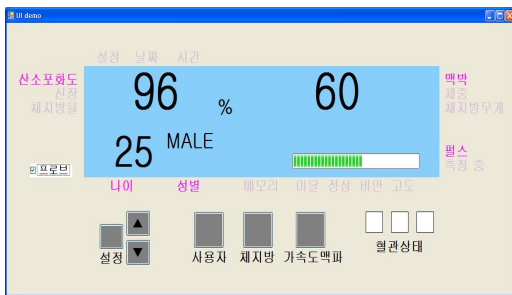 UI demo
설정 날짜 시간
산소포화도
신장
체지방율
96 %
60
맥박
체중
체지방무게
25 MALE
펄스
측정 중
프로브
나이 성별 메모리 미달 정상 비만 고도
설정
사용자 체지방 가속도맥파
혈관상태